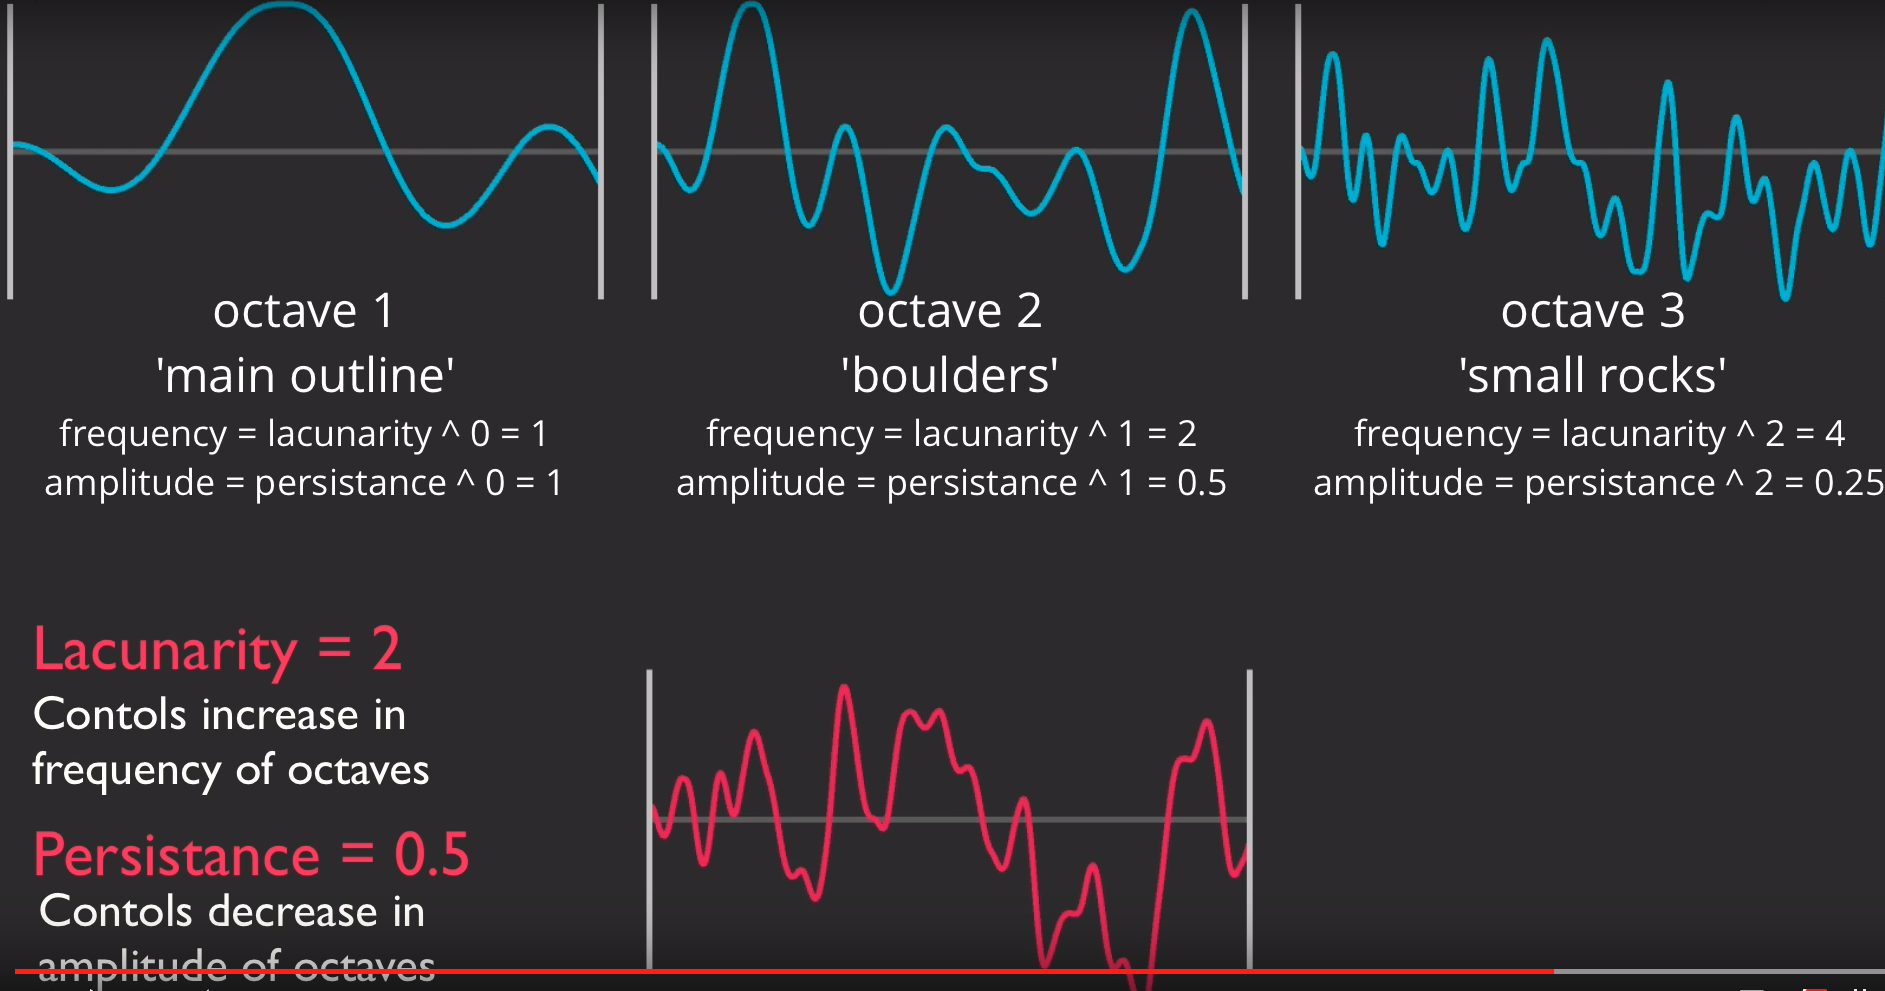 octave 1
'main outline'
frequency = lacunarity ^ 0 = 1
amplitude = persistance ^ 0 = 1
octave 2
'boulders'
frequency = lacunarity ^ 1 = 2
amplitude = persistance ^ 1 = 0.5
octave 3
'small rocks'
frequency = lacunarity ^ 2 = 4
amplitude = persistance ^ 2 = 0.25
Lacunarity = 2
Contols increase in
frequency of octaves
Persistance = 0.5
Contols decrease in
amplitude of octaves